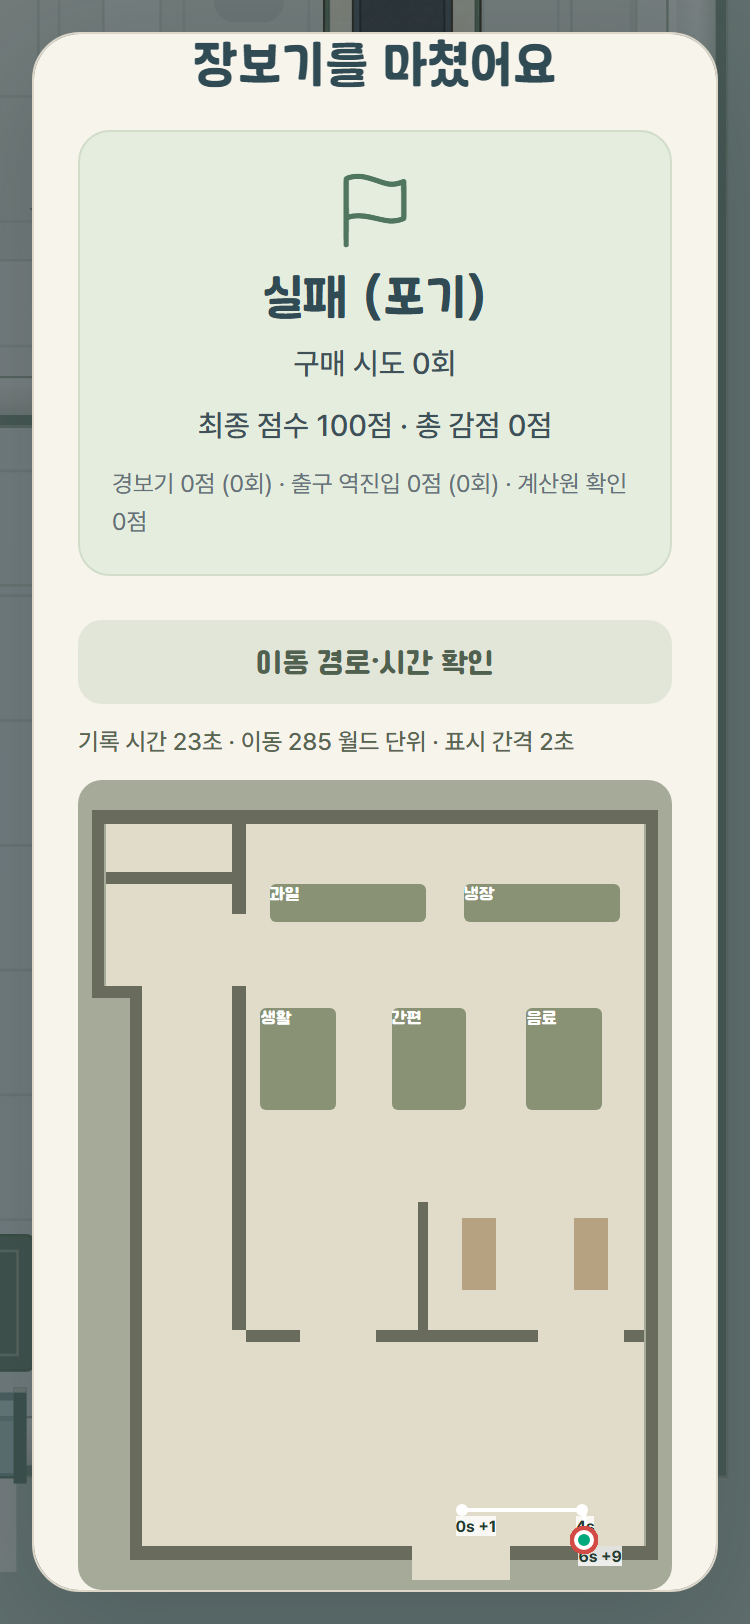 장보기를 마쳤어요
실패 (포기)
구매 시도 0회
최종 점수 100점 · 총 감점 0점
경보기 0점 (0회) · 출구 역진입 0점 (0회) · 계산원 확인
0점
이동 경로·시간 확인
기록 시간 23초 · 이동 285 월드 단위 · 표시 간격 2초
과일
냉장
생활
간편
음료
0s +1
4s
6s +9